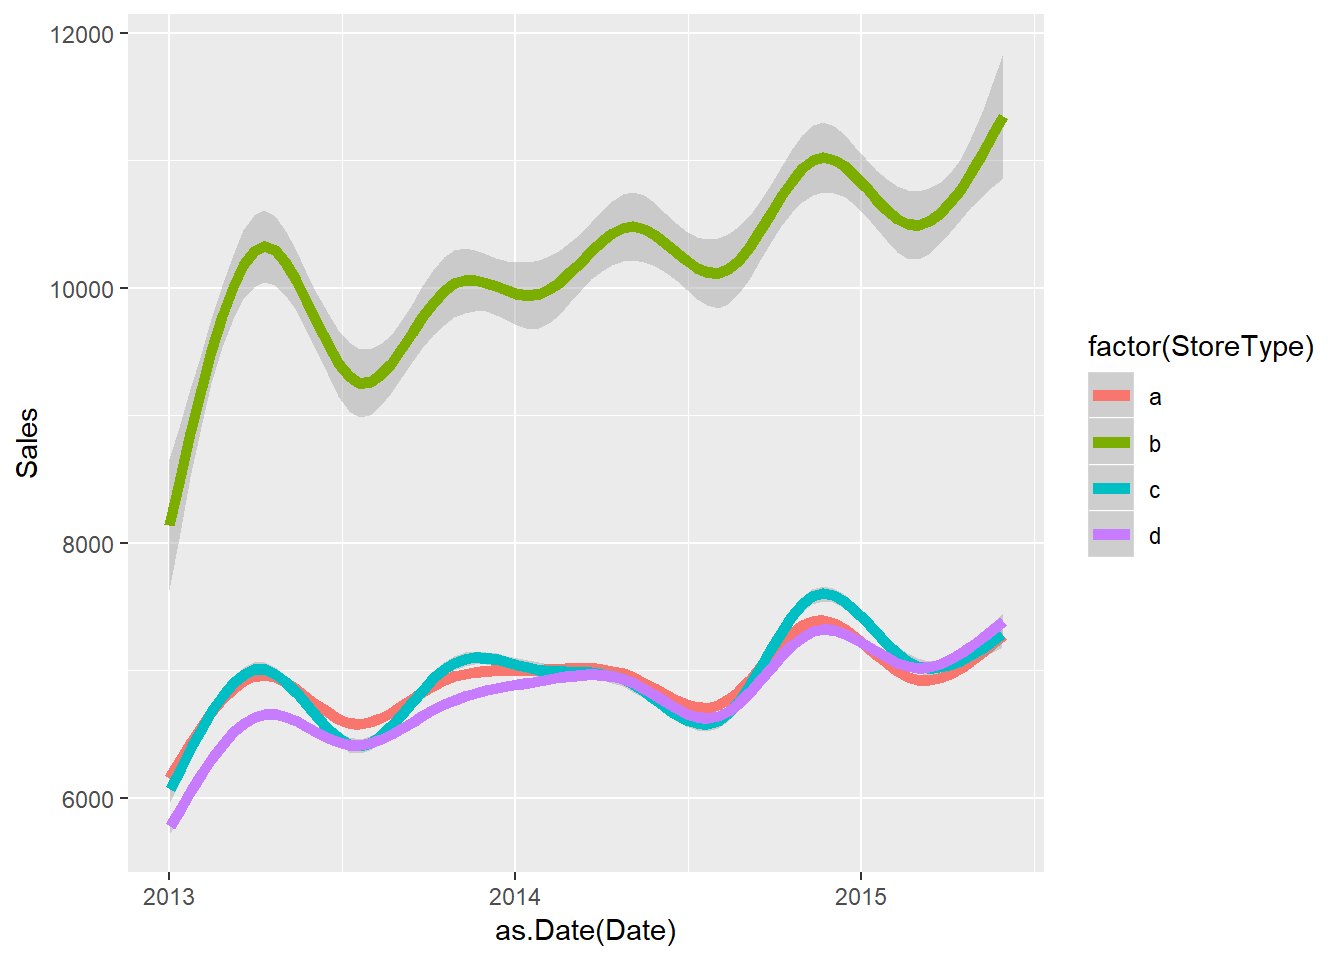 12000
10000
8000
6000
Sales
2013
2014
2015
as.Date(Date)
factor(StoreType)
a
b
c
d